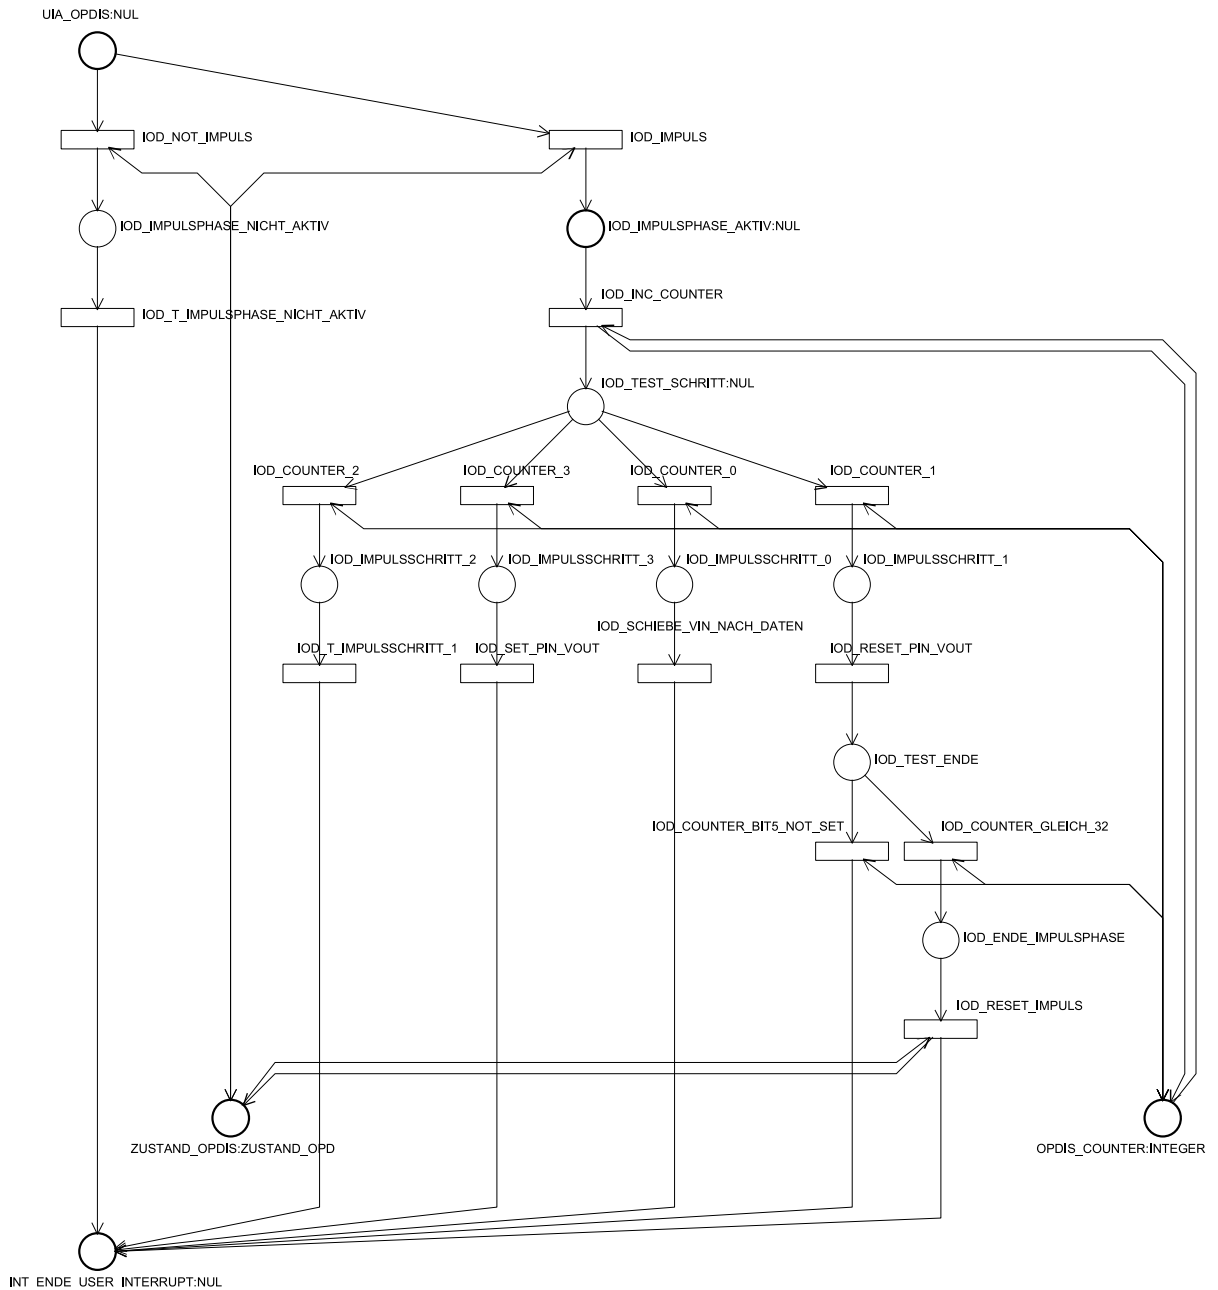 UIA_OPDIS:NUL
IOD_NOT_IMPULS
IOD_IMPULS
IOD_IMPULSPHASE_NICHT_AKTIV
IOD_IMPULSPHASE_AKTIV:NUL
IOD_INC_COUNTER
IOD_T_IMPULSPHASE_NICHT_AKTIV
IOD_TEST_SCHRITT:NUL
IOD_COUNTER_2
IOD_COUNTER_3
IOD_COUNTER_0
IOD_COUNTER_1
IOD_IMPULSSCHRITT_2
IOD_IMPULSSCHRITT_3
IOD_IMPULSSCHRITT_0
IOD_IMPULSSCHRITT_1
IOD_SCHIEBE_VIN_NACH_DATEN
IOD_T_IMPULSSCHRITT_1
IOD_SET_PIN_VOUT
IOD_RESET_PIN_VOUT
IOD_TEST_ENDE
IOD_COUNTER_BIT5_NOT_SET
IOD_COUNTER_GLEICH_32
IOD_ENDE_IMPULSPHASE
IOD_RESET_IMPULS
ZUSTAND_OPDIS:ZUSTAND_OPD
OPDIS_COUNTER:INTEGER
INT_ENDE_USER_INTERRUPT:NUL